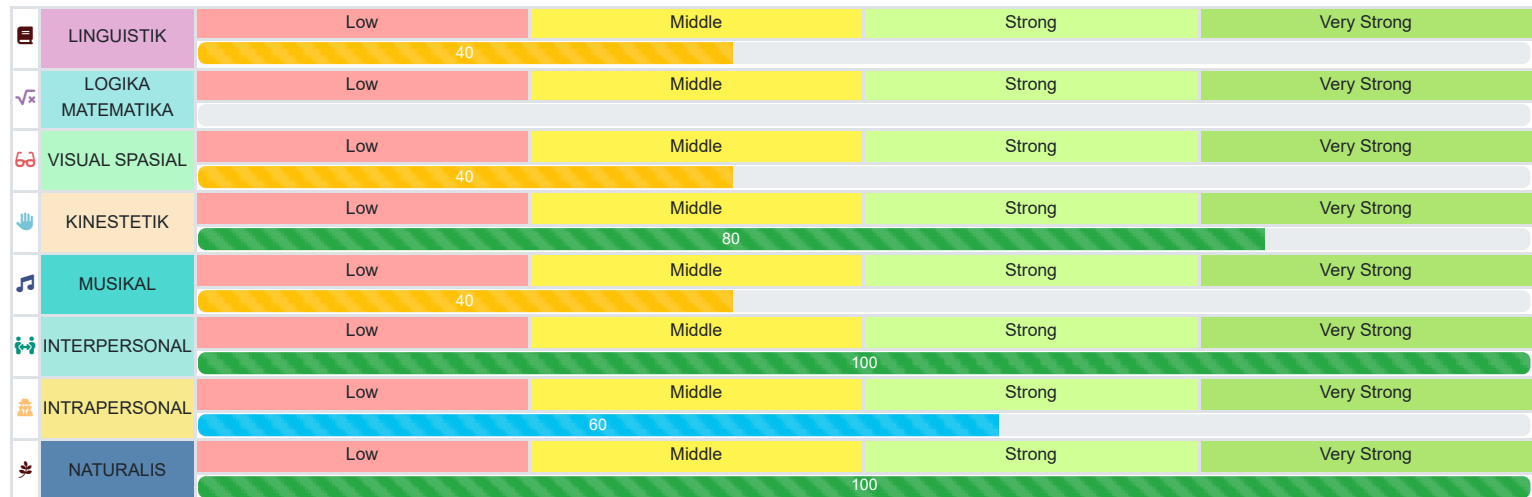 Low Middle Strong Very Strong
LINGUISTIK
40
LOGIKA
MATEMATIKA
Low Middle Strong Very Strong
VISUAL SPASIAL
Low Middle Strong Very Strong
40
KINESTETIK
Low Middle Strong Very Strong
80
MUSIKAL
Low Middle Strong Very Strong
40
INTERPERSONAL
Low Middle Strong Very Strong
100
INTRAPERSONAL
Low Middle Strong Very Strong
60
NATURALIS
Low Middle Strong Very Strong
100